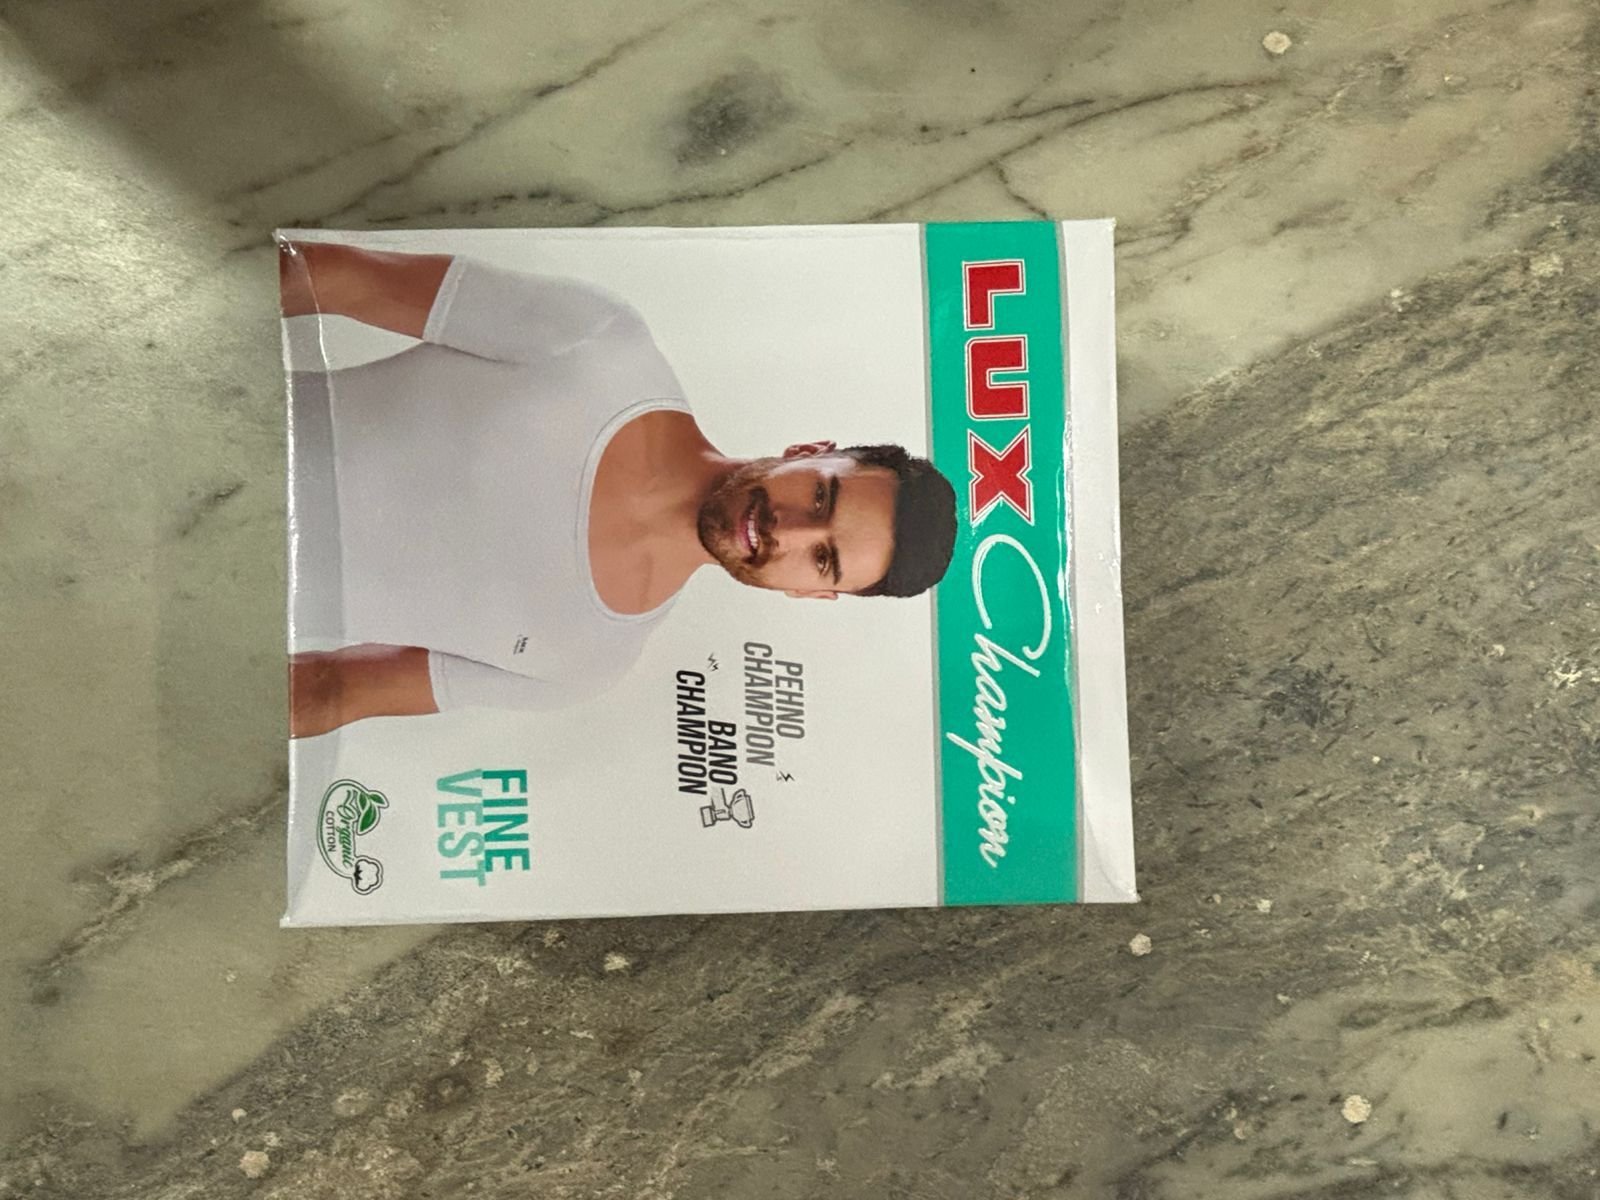 LUX Champion
PEHNO
CHAMPION
BANO
CHAMPION
FINE
VEST
Organic
COTTON